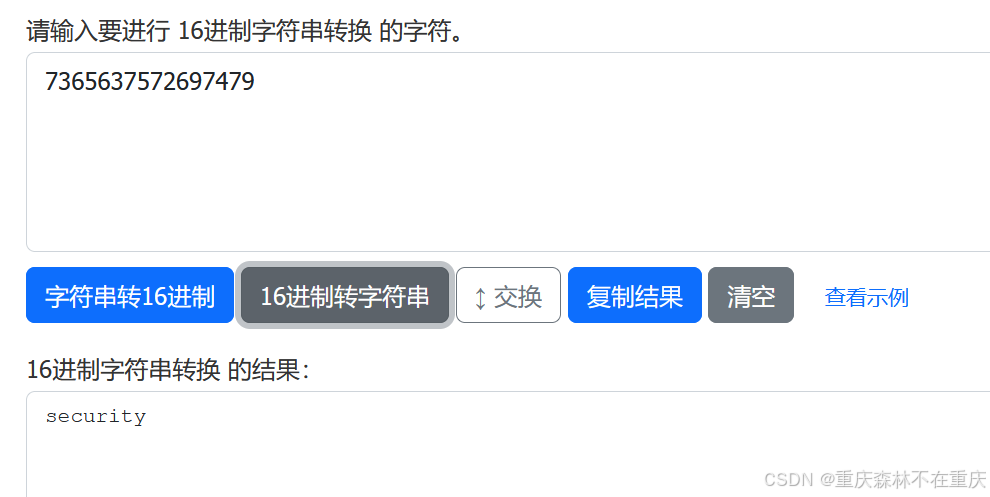 请输入要进行 16进制字符串转换 的字符。
7365637572697479
字符串转16进制 16进制转字符串 ↕ 交换 复制结果 清空 查看示例
16进制字符串转换 的结果：
security
CSDN @重庆森林不在重庆